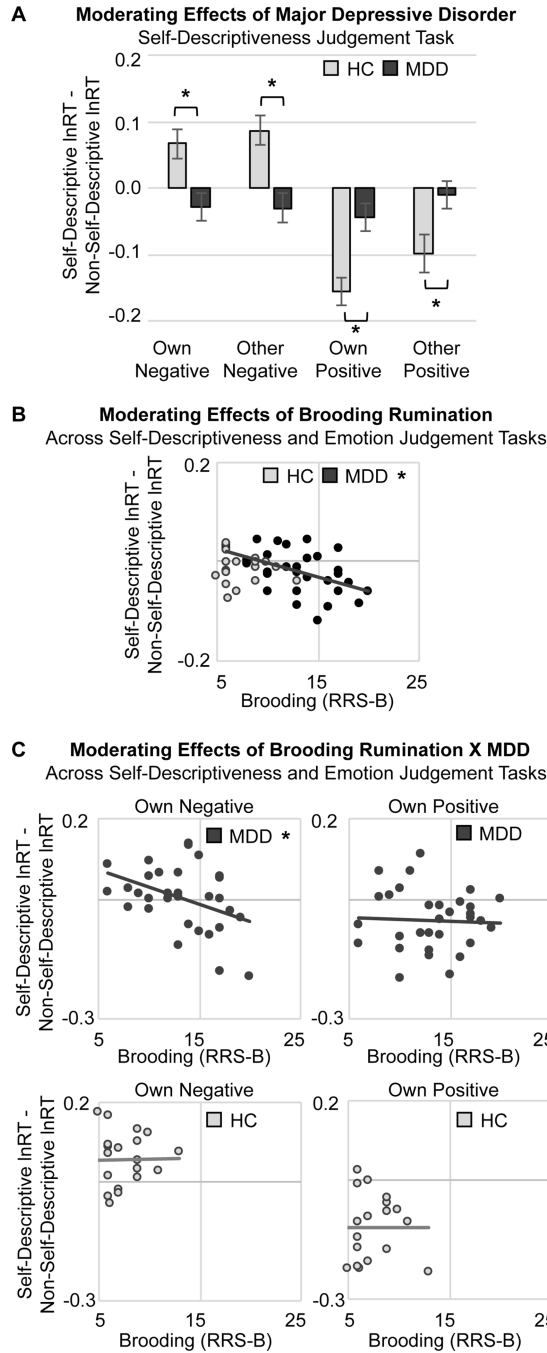 A Moderating Effects of Major Depressive Disorder
Self-Descriptiveness Judgement Task
Self-Descriptive lnRT -
Non-Self-Descriptive lnRT
0.2
0.1
0.0
-0.1
-0.2
HC MDD
*
*
*
*
Own
Negative
Other
Negative
Own
Positive
Other
Positive
B Moderating Effects of Brooding Rumination
Across Self-Descriptiveness and Emotion Judgement Tasks
Self-Descriptive lnRT -
Non-Self-Descriptive lnRT
0.2
-0.2
HC MDD *
5 15 25
Brooding (RRS-B)
C Moderating Effects of Brooding Rumination X MDD
Across Self-Descriptiveness and Emotion Judgement Tasks
Self-Descriptive lnRT -
Non-Self-Descriptive lnRT
Own Negative
0.2
-0.3
MDD *
5 15 25
Brooding (RRS-B)
Own Positive
0.2
-0.3
MDD
5 15 25
Brooding (RRS-B)
Self-Descriptive lnRT -
Non-Self-Descriptive lnRT
Own Negative
0.2
-0.3
HC
5 15 25
Brooding (RRS-B)
Own Positive
0.2
-0.3
HC
5 15 25
Brooding (RRS-B)